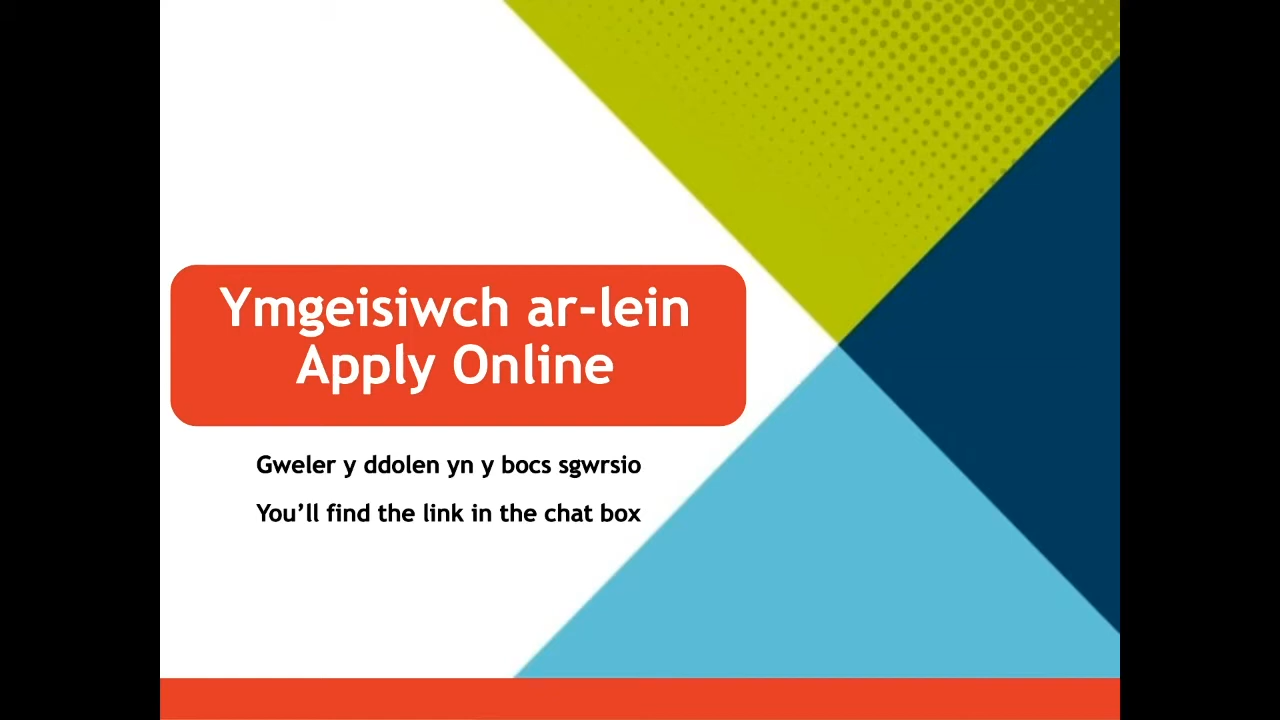 Ymgeisiwch ar-lein
Apply Online
Gweler y ddolen yn y bocs sgwrsio
You’ll find the link in the chat box